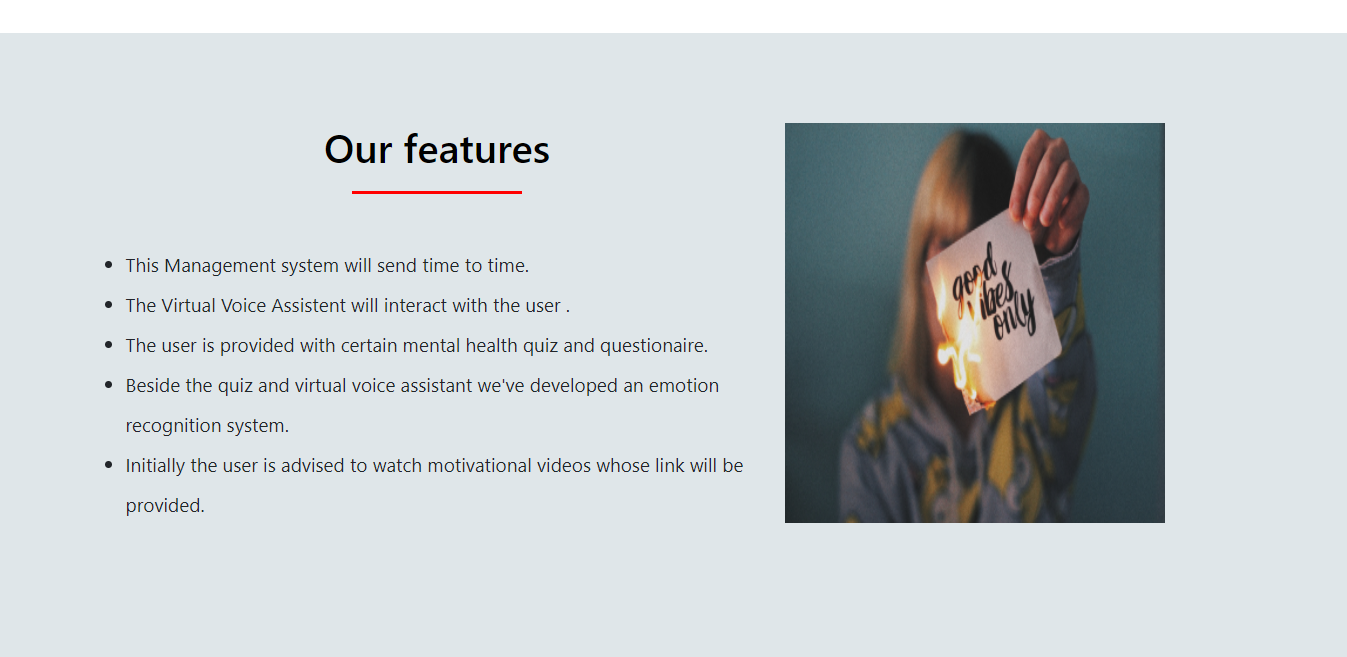 Our features
This Management system will send time to time.
The Virtual Voice Assistent will interact with the user .
The user is provided with certain mental health quiz and questionaire.
Beside the quiz and virtual voice assistant we've developed an emotion
recognition system.
Initially the user is advised to watch motivational videos whose link will be
provided.
good
vibes
only